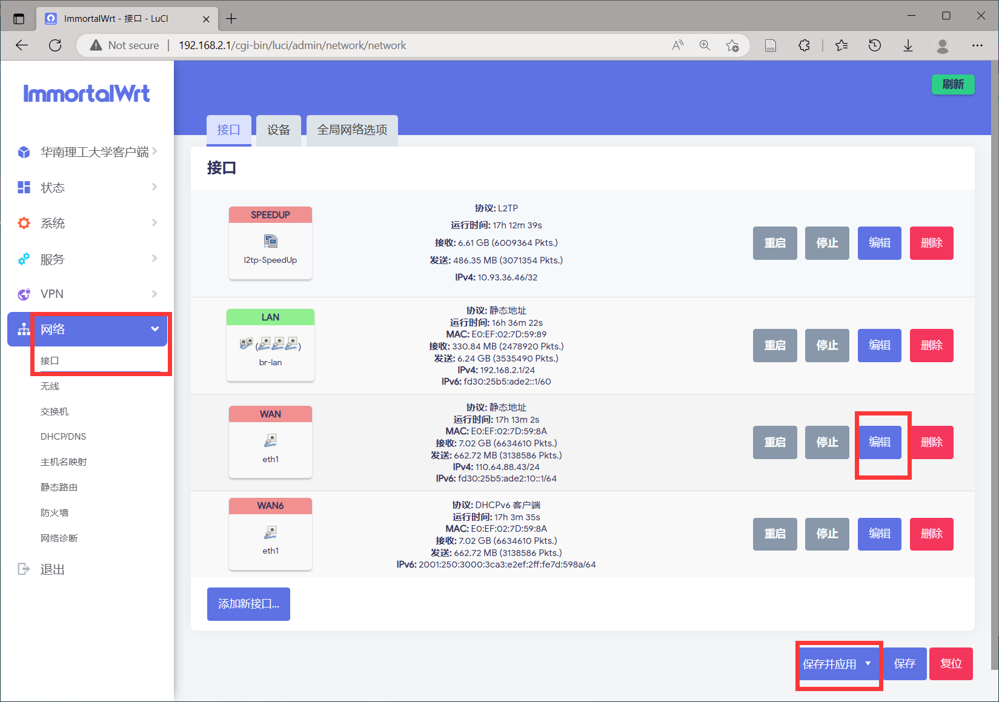 ImmortalWrt - 接口 - LuCI
Not secure
192.168.2.1/cgi-bin/luci/admin/network/network
ImmortalWrt
刷新
接口
设备
全局网络选项
华南理工大学客户端
状态
系统
服务
VPN
网络
接口
无线
交换机
DHCP/DNS
主机名映射
静态路由
防火墙
网络诊断
退出
接口
SPEEDUP
l2tp-SpeedUp
协议: L2TP
运行时间: 17h 12m 39s
接收: 6.61 GB (6009364 Pkts.)
发送: 486.35 MB (3071354 Pkts.)
IPv4: 10.93.36.46/32
重启
停止
编辑
删除
LAN
( )
br-lan
协议: 静态地址
运行时间: 16h 36m 22s
MAC: E0:EF:02:7D:59:89
接收: 330.84 MB (2478920 Pkts.)
发送: 6.24 GB (3535490 Pkts.)
IPv4: 192.168.2.1/24
IPv6: fd30:25b5:ade2::1/60
重启
停止
编辑
删除
WAN
eth1
协议: 静态地址
运行时间: 17h 13m 2s
MAC: E0:EF:02:7D:59:8A
接收: 7.02 GB (6634610 Pkts.)
发送: 662.72 MB (3138586 Pkts.)
IPv4: 110.64.88.43/24
IPv6: fd30:25b5:ade2:10::1/64
重启
停止
编辑
删除
WAN6
eth1
协议: DHCPv6 客户端
运行时间: 17h 3m 35s
MAC: E0:EF:02:7D:59:8A
接收: 7.02 GB (6634610 Pkts.)
发送: 662.72 MB (3138586 Pkts.)
IPv6: 2001:250:3000:3ca3:e2ef:2ff:fe7d:598a/64
重启
停止
编辑
删除
添加新接口...
保存并应用
保存
复位